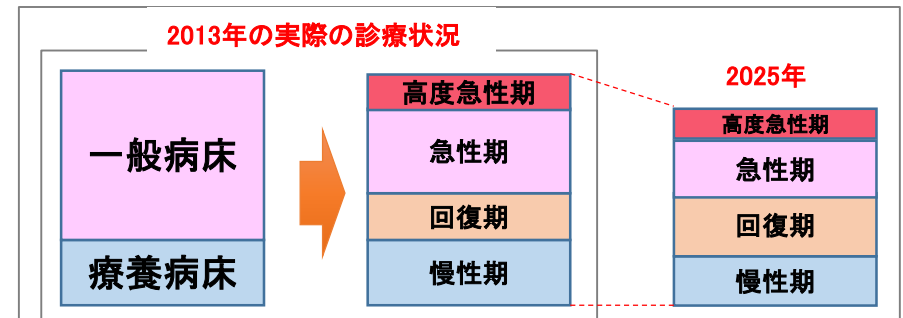 2013年の実際の診療状況
2025年
一般病床
療養病床
高度急性期
急性期
回復期
慢性期
高度急性期
急性期
回復期
慢性期